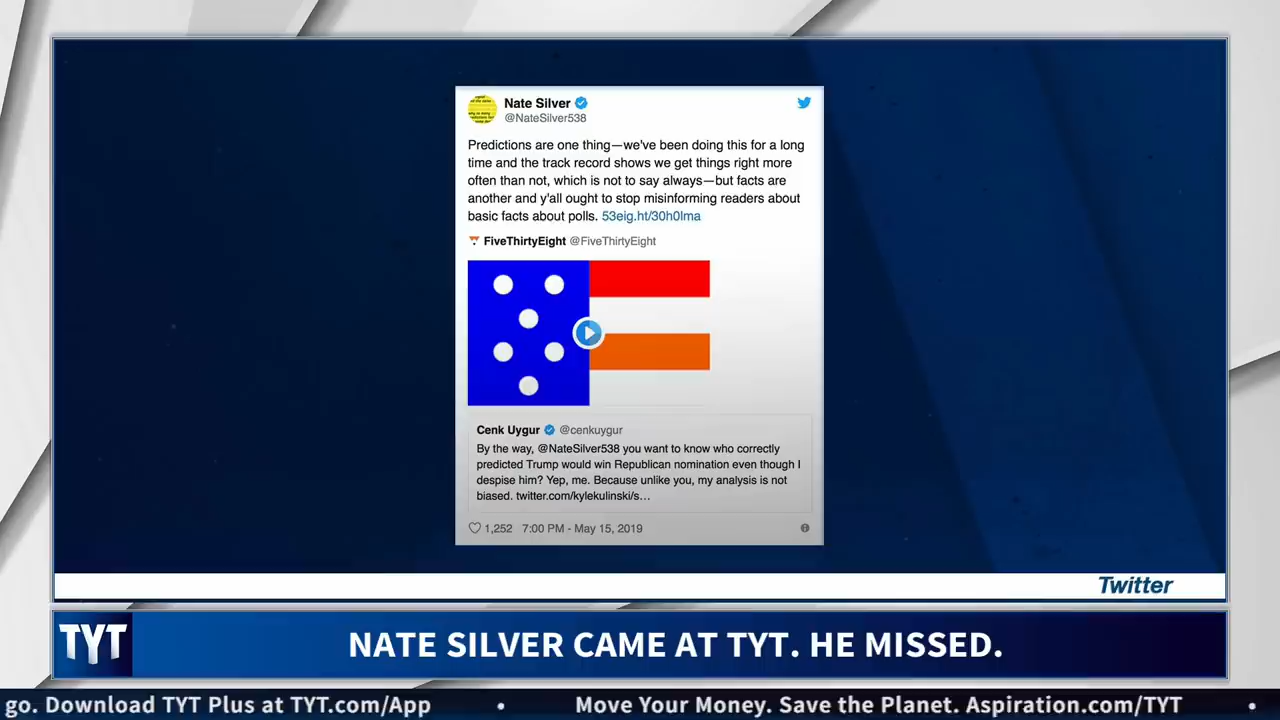 Nate Silver
@NateSilver538
Predictions are one thing—we've been doing this for a long
time and the track record shows we get things right more
often than not, which is not to say always—but facts are
another and y'all ought to stop misinforming readers about
basic facts about polls. 53eig.ht/30h0lma
FiveThirtyEight @FiveThirtyEight
Cenk Uygur @cenkuygur
By the way, @NateSilver538 you want to know who correctly
predicted Trump would win Republican nomination even though I
despise him? Yep, me. Because unlike you, my analysis is not
biased. twitter.com/kylekulinski/s…
1,252 7:00 PM - May 15, 2019
Twitter
TYT
NATE SILVER CAME AT TYT. HE MISSED.
go. Download TYT Plus at TYT.com/App • Move Your Money. Save the Planet. Aspiration.com/TYT •